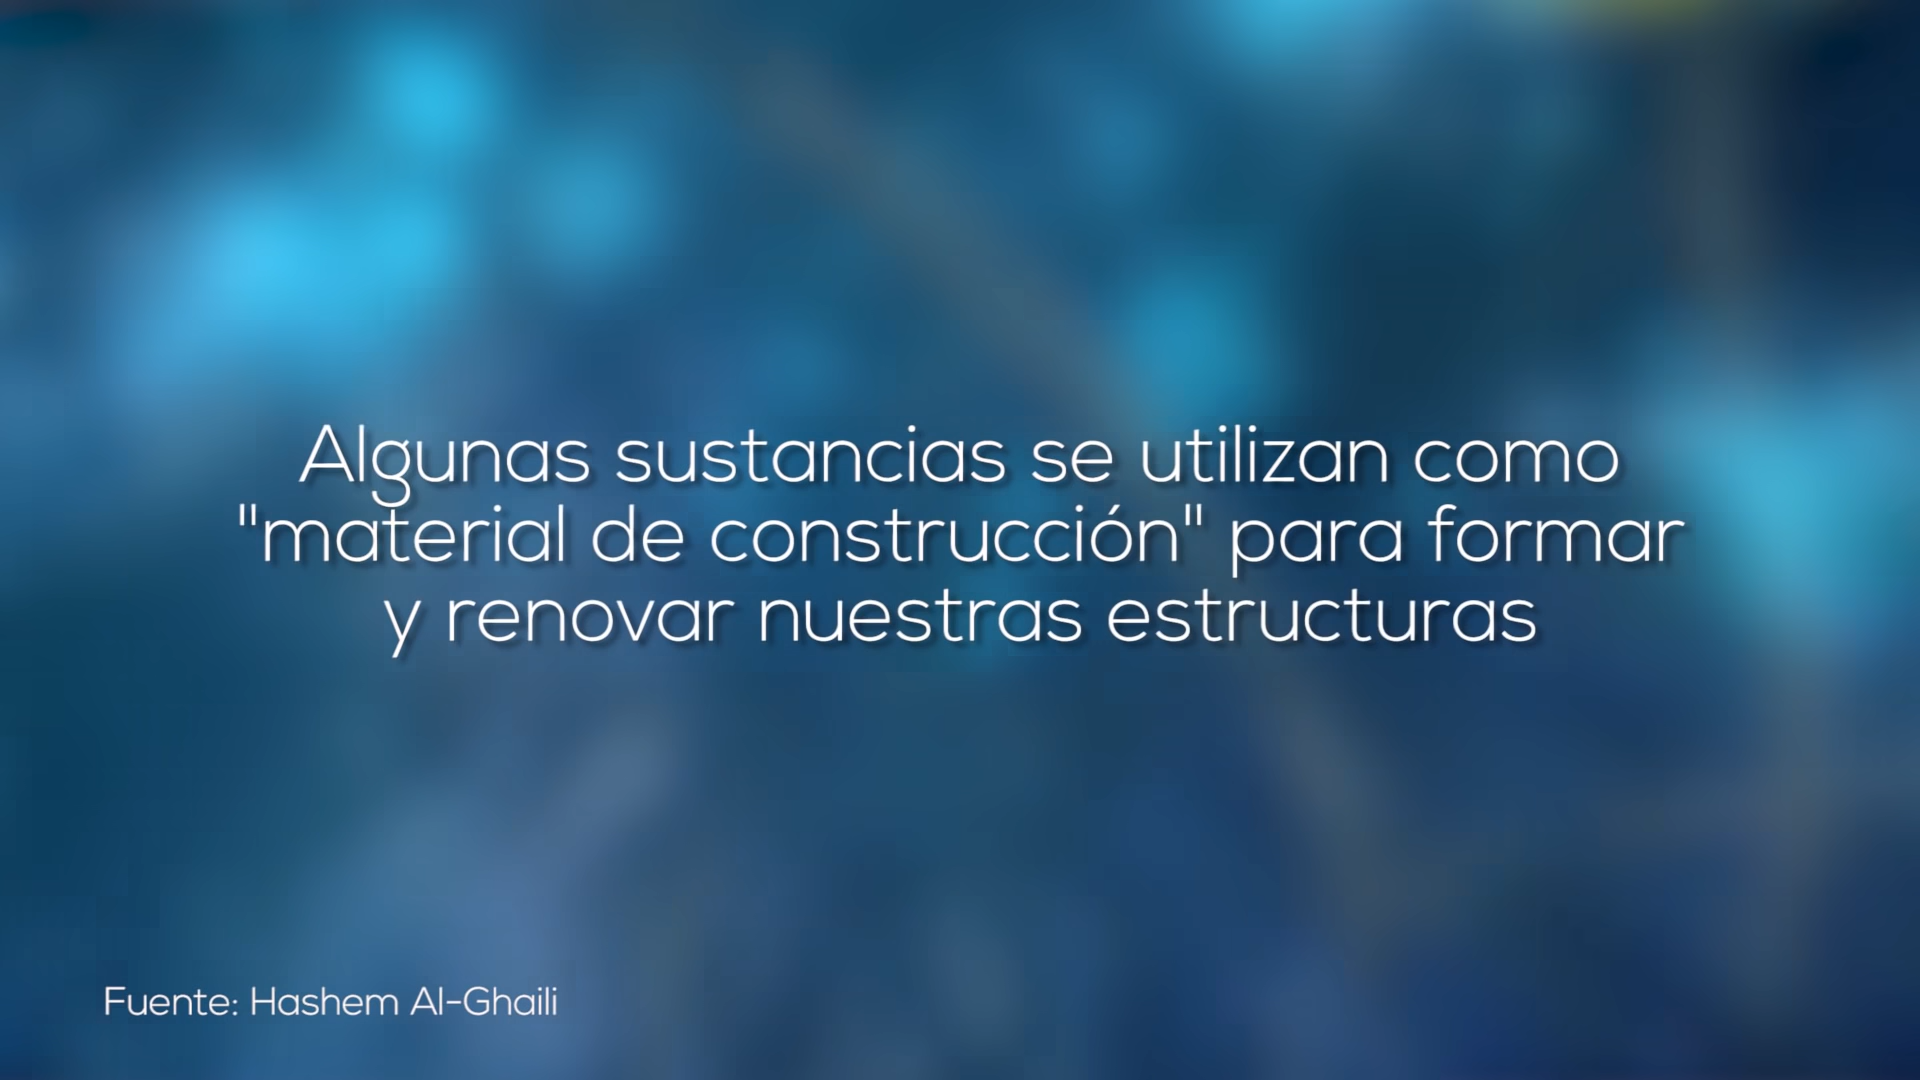 Algunas sustancias se utilizan como
"material de construcción" para formar
y renovar nuestras estructuras
Fuente: Hashem Al-Ghaili